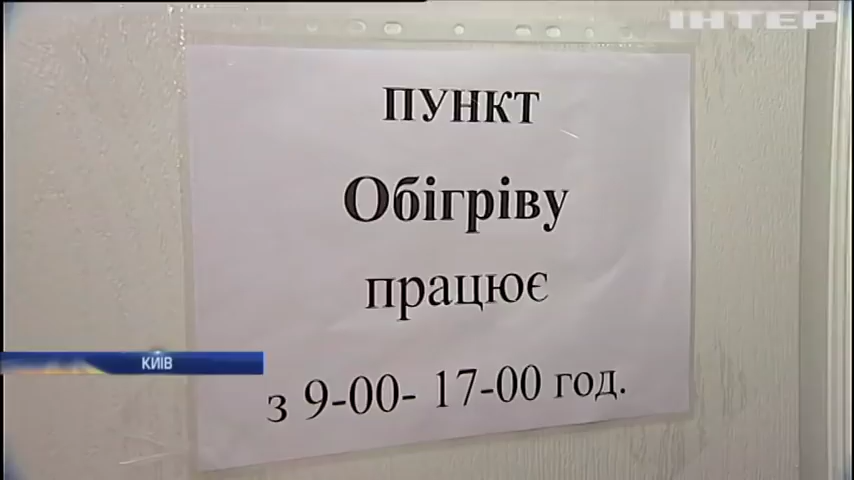 ІНТЕР
ПУНКТ
Обігріву
працює
з 9-00- 17-00 год.
КИЇВ